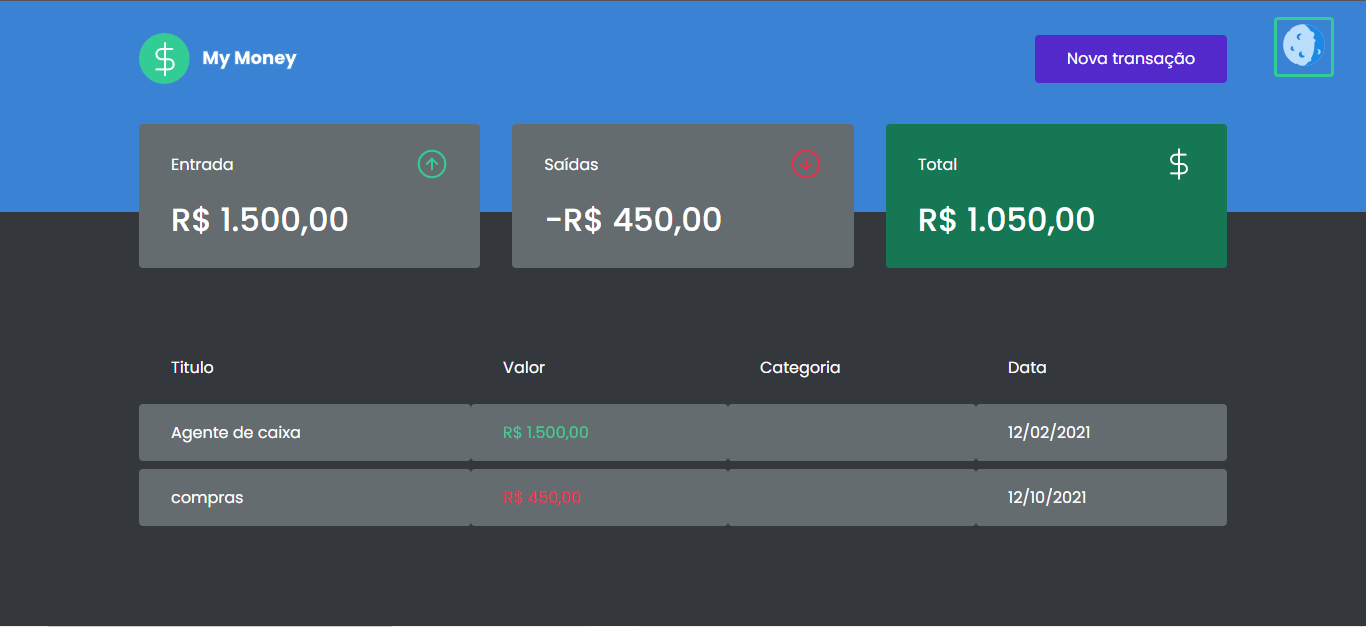 My Money
Nova transação
Entrada
R$ 1.500,00
Saídas
-R$ 450,00
Total
R$ 1.050,00
Titulo Valor Categoria Data
Agente de caixa R$ 1.500,00 12/02/2021
compras R$ 450,00 12/10/2021